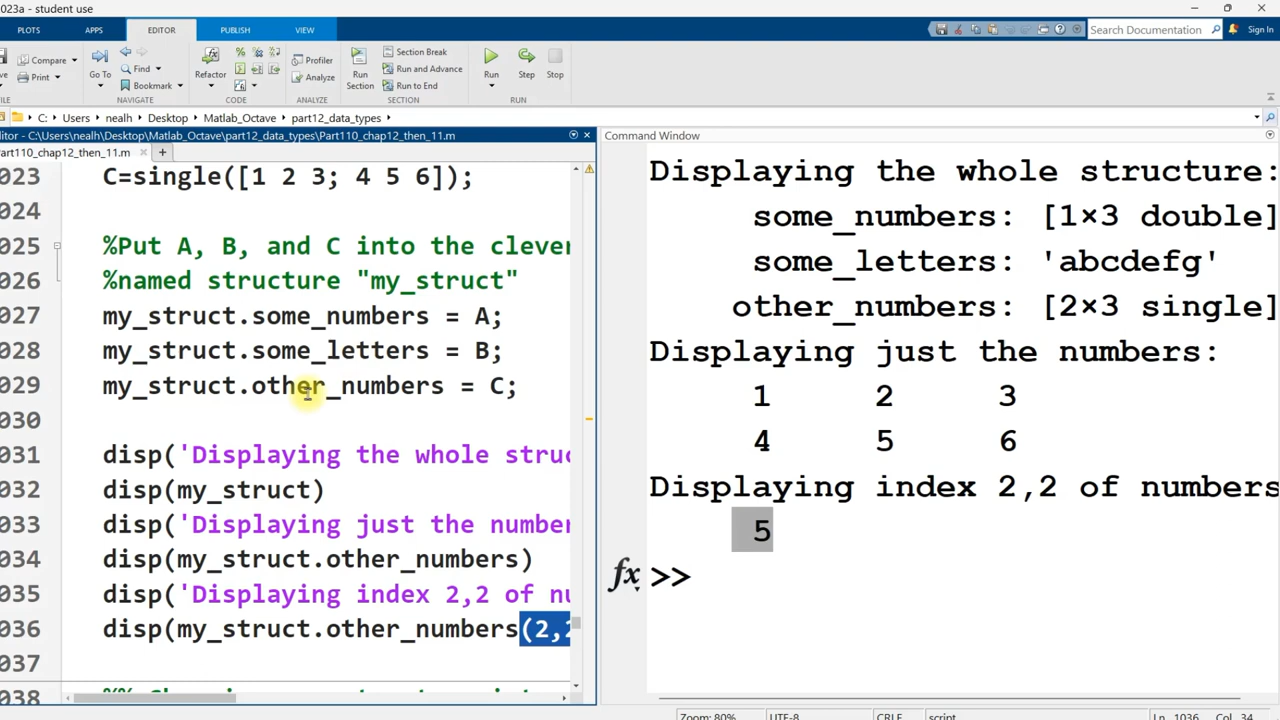 023a - student use
PLOTS APPS EDITOR PUBLISH VIEW
Search Documentation
Sign In
Compare
Print
Go To
Find
Bookmark
Refactor
Profiler
Analyze
Run Section
Section Break
Run and Advance
Run to End
Run
Step
Stop
NAVIGATE CODE ANALYZE SECTION RUN
C: Users nealh Desktop Matlab_Octave part12_data_types
itor - C:\Users\nealh\Desktop\Matlab_Octave\part12_data_types\Part110_chap12_then_11.m
art110_chap12_then_11.m
023 C=single([1 2 3; 4 5 6]);
024
025 %Put A, B, and C into the clever
026 %named structure "my_struct"
027 my_struct.some_numbers = A;
028 my_struct.some_letters = B;
029 my_struct.other_numbers = C;
030
031 disp('Displaying the whole struc
032 disp(my_struct)
033 disp('Displaying just the number
034 disp(my_struct.other_numbers)
035 disp('Displaying index 2,2 of nu
036 disp(my_struct.other_numbers(2,2
037
038
Command Window
Displaying the whole structure:
some_numbers: [1×3 double]
some_letters: 'abcdefg'
other_numbers: [2×3 single]
Displaying just the numbers:
1 2 3
4 5 6
Displaying index 2,2 of numbers
5
fx >>
Zoom: 80% UTF-8 CRLF script Ln 1036 Col 34